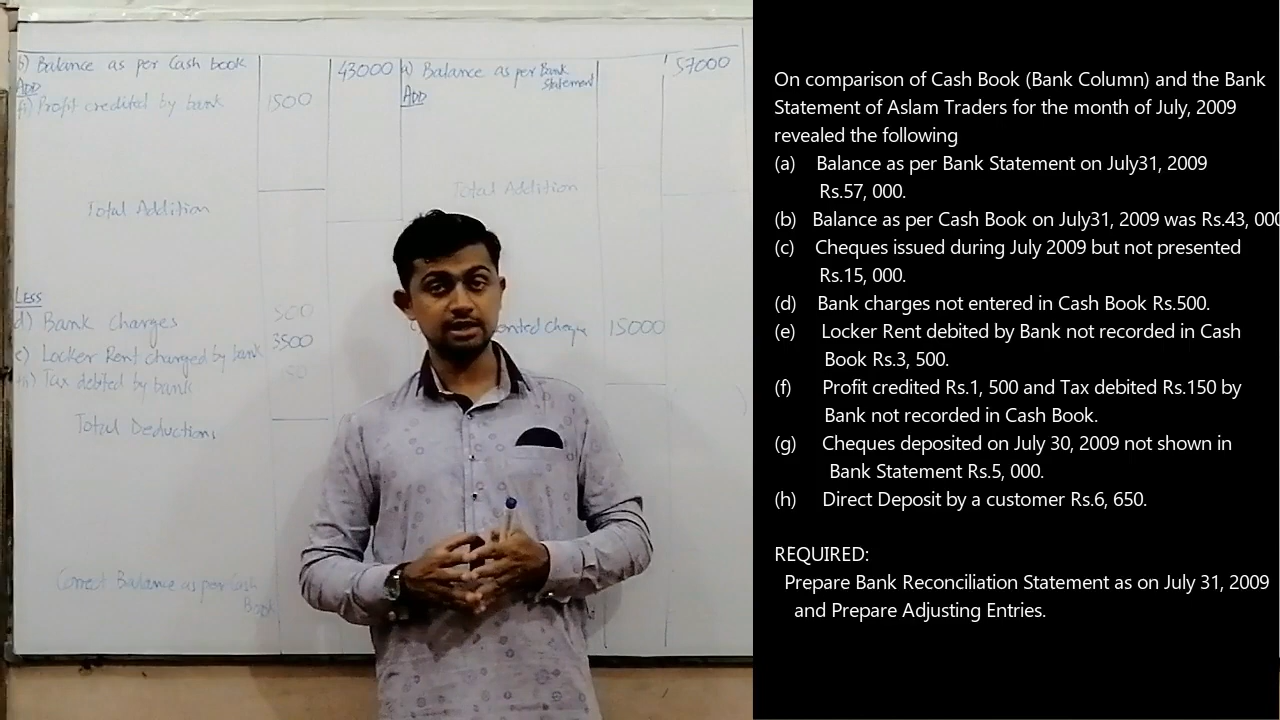 b) Balance as per Cash book 43000 a) Balance as per Bank Statement 57000
ADD ADD
Profit credited by bank 1500
Total Addition
Total Addition
LESS
d) Bank Charges 500
presented cheque 15000
e) Locker Rent charged by bank 3500
Tax debited by bank
Total Deductions
Correct Balance as per Cash
Book
On comparison of Cash Book (Bank Column) and the Bank
Statement of Aslam Traders for the month of July, 2009
revealed the following
(a) Balance as per Bank Statement on July31, 2009
Rs.57, 000.
(b) Balance as per Cash Book on July31, 2009 was Rs.43, 000
(c) Cheques issued during July 2009 but not presented
Rs.15, 000.
(d) Bank charges not entered in Cash Book Rs.500.
(e) Locker Rent debited by Bank not recorded in Cash
Book Rs.3, 500.
(f) Profit credited Rs.1, 500 and Tax debited Rs.150 by
Bank not recorded in Cash Book.
(g) Cheques deposited on July 30, 2009 not shown in
Bank Statement Rs.5, 000.
(h) Direct Deposit by a customer Rs.6, 650.
REQUIRED:
Prepare Bank Reconciliation Statement as on July 31, 2009
and Prepare Adjusting Entries.